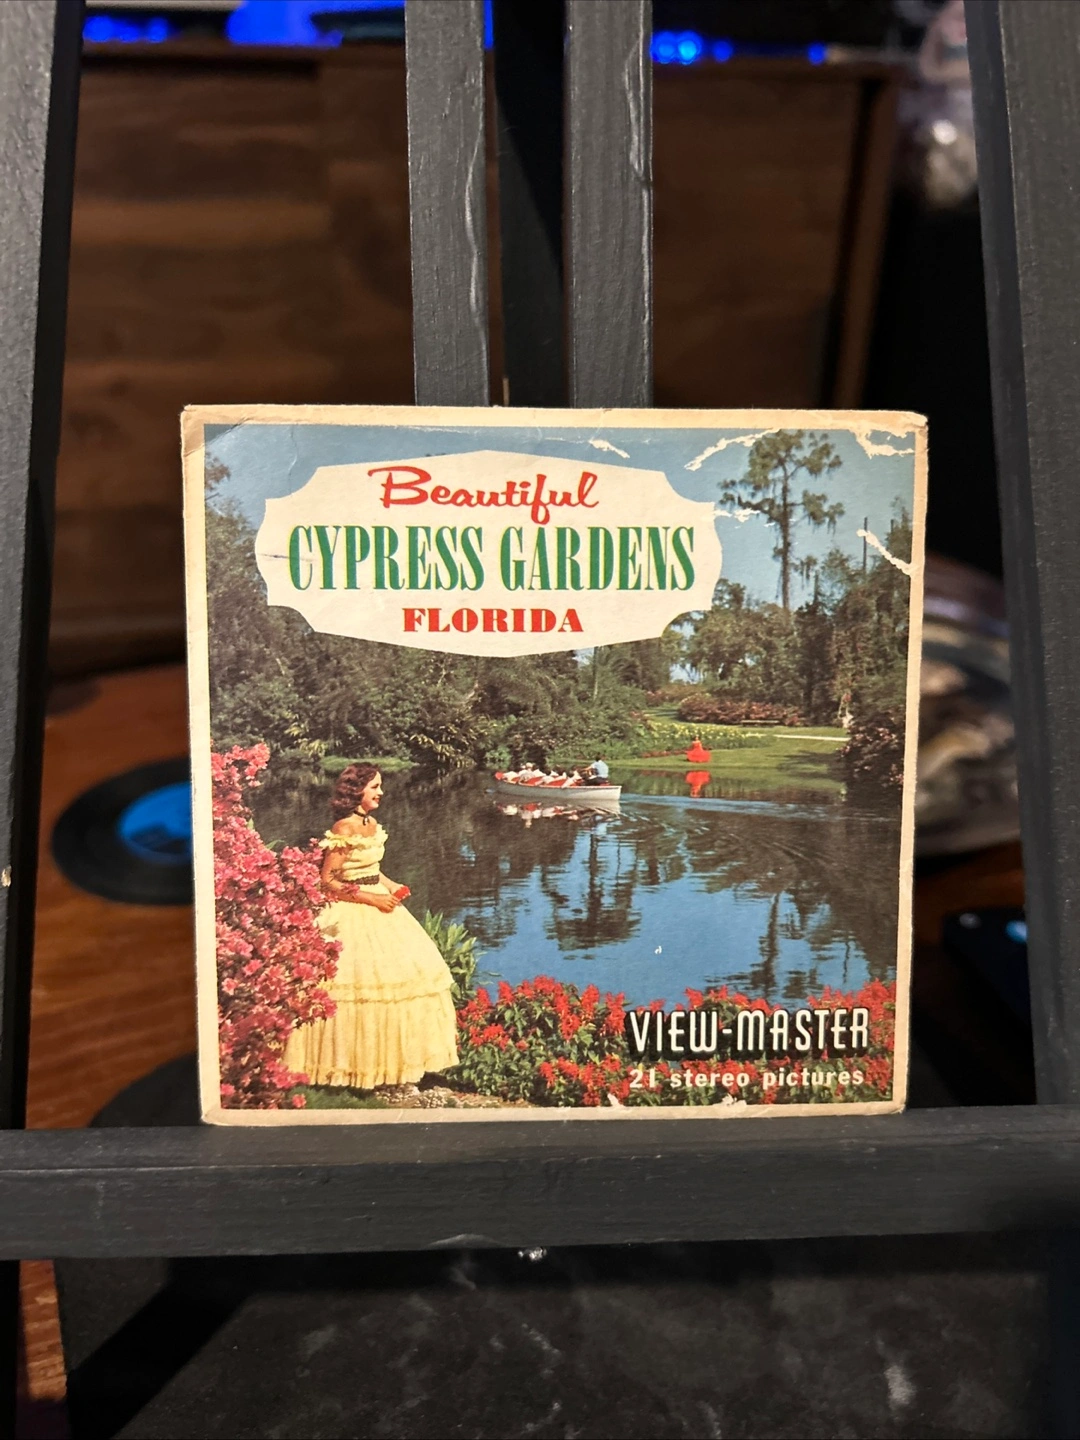 Beautiful
CYPRESS GARDENS
FLORIDA
VIEW-MASTER
21 stereo pictures